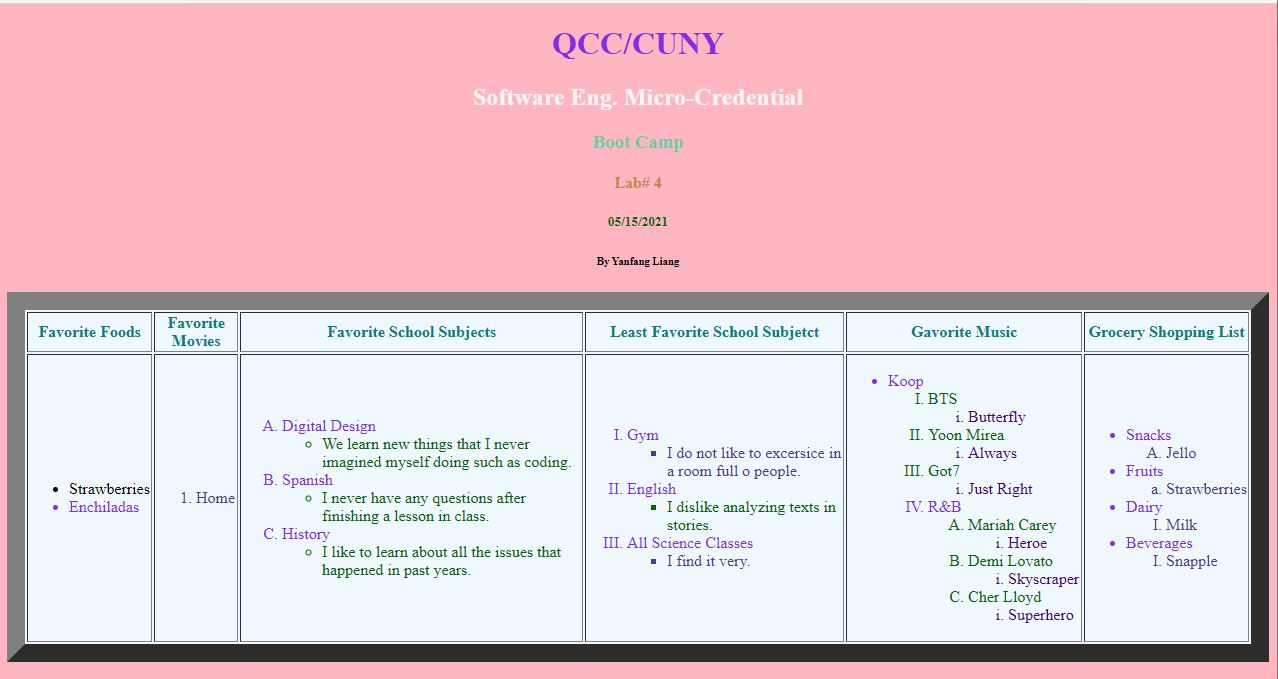 QCC/CUNY
Software Eng. Micro-Credential
Boot Camp
Lab# 4
05/15/2021
By Yanfang Liang
Favorite Foods
Favorite
Movies
Favorite School Subjects
Least Favorite School Subjetct
Gavorite Music
Grocery Shopping List
Strawberries
Enchiladas
1. Home
A. Digital Design
We learn new things that I never
imagined myself doing such as coding.
B. Spanish
I never have any questions after
finishing a lesson in class.
C. History
I like to learn about all the issues that
happened in past years.
I. Gym
I do not like to excersice in
a room full o people.
II. English
I dislike analyzing texts in
stories.
III. All Science Classes
I find it very.
Koop
I. BTS
i. Butterfly
II. Yoon Mirea
i. Always
III. Got7
i. Just Right
IV. R&B
A. Mariah Carey
i. Heroe
B. Demi Lovato
i. Skyscraper
C. Cher Lloyd
i. Superhero
Snacks
A. Jello
Fruits
a. Strawberries
Dairy
I. Milk
Beverages
I. Snapple